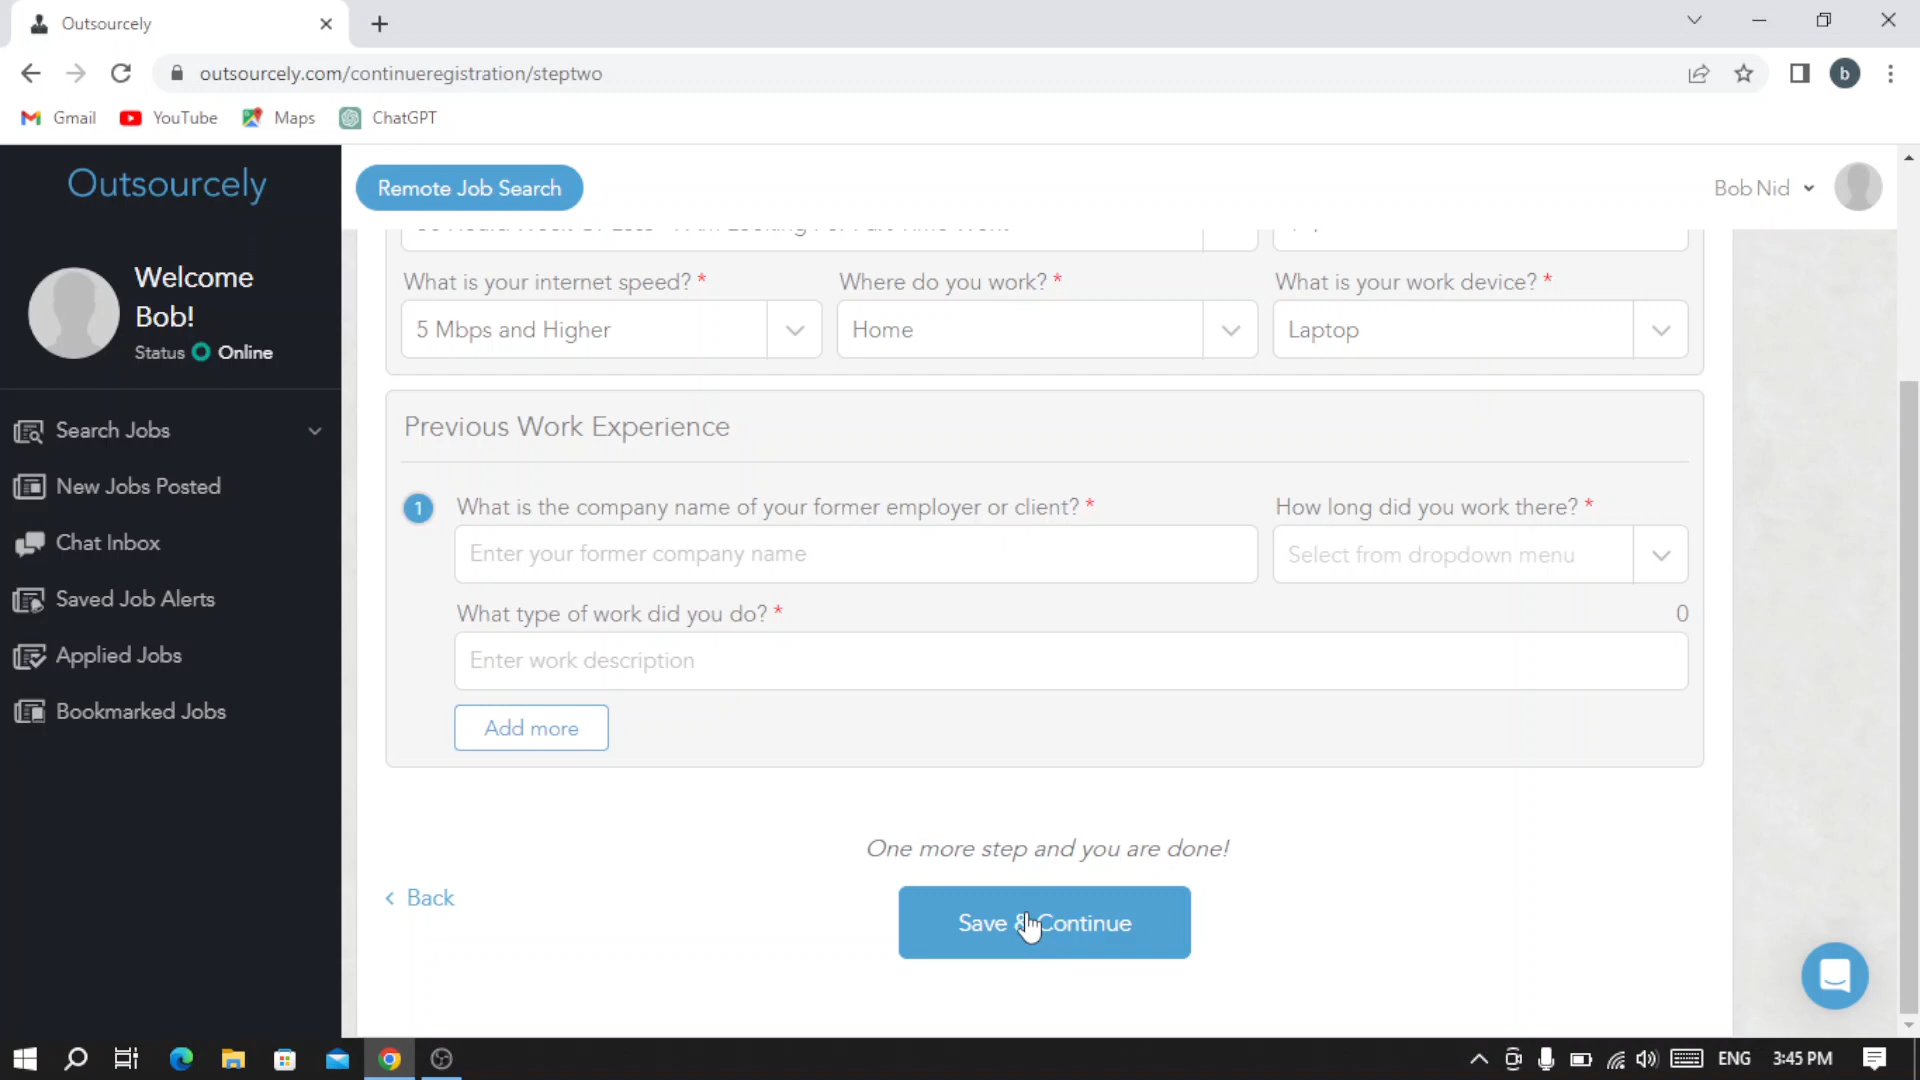 Outsourcely
outsourcely.com/continueregistration/steptwo
b
Gmail YouTube Maps ChatGPT
Outsourcely
Remote Job Search
Bob Nid
Welcome
Bob!
Status Online
Search Jobs
New Jobs Posted
Chat Inbox
Saved Job Alerts
Applied Jobs
Bookmarked Jobs
What is your internet speed? * Where do you work? * What is your work device? *
5 Mbps and Higher Home Laptop
Previous Work Experience
1 What is the company name of your former employer or client? * How long did you work there? *
Enter your former company name Select from dropdown menu
What type of work did you do? * 0
Enter work description
Add more
One more step and you are done!
< Back
Save & Continue
ENG 3:45 PM